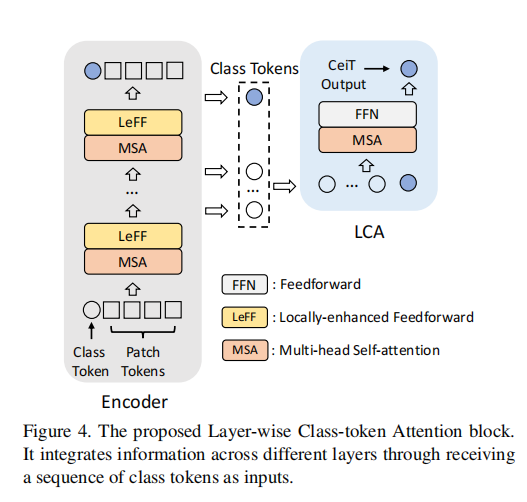 Class Tokens
CeiT
Output
LeFF
MSA
...
LeFF
MSA
...
FFN
MSA
...
LCA
Class
Token
Patch
Tokens
Encoder
FFN : Feedforward
LeFF : Locally-enhanced Feedforward
MSA : Multi-head Self-attention
Figure 4. The proposed Layer-wise Class-token Attention block.
It integrates information across different layers through receiving
a sequence of class tokens as inputs.